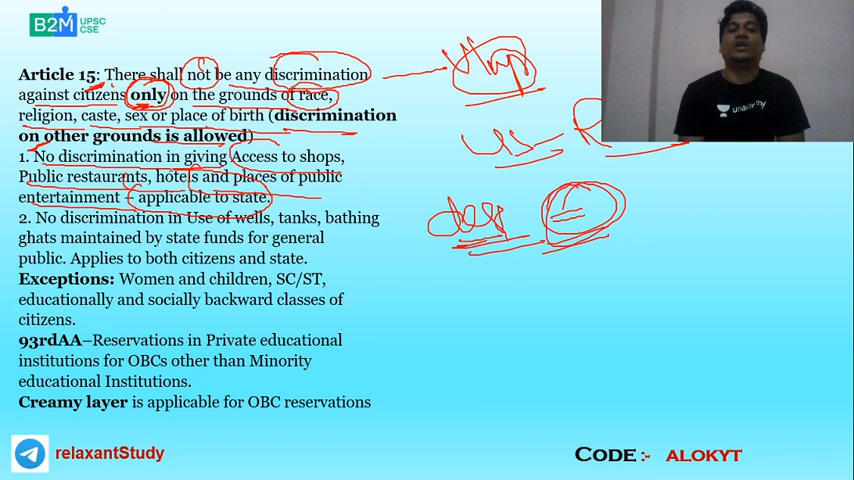 B2M UPSC
CSE
Article 15: There shall not be any discrimination
against citizens only on the grounds of race,
religion, caste, sex or place of birth (discrimination
on other grounds is allowed)
1. No discrimination in giving Access to shops,
Public restaurants, hotels and places of public
entertainment – applicable to state.
2. No discrimination in Use of wells, tanks, bathing
ghats maintained by state funds for general
public. Applies to both citizens and state.
Exceptions: Women and children, SC/ST,
educationally and socially backward classes of
citizens.
93rdAA–Reservations in Private educational
institutions for OBCs other than Minority
educational Institutions.
Creamy layer is applicable for OBC reservations
unacademy
relaxantStudy
CODE :- ALOKYT